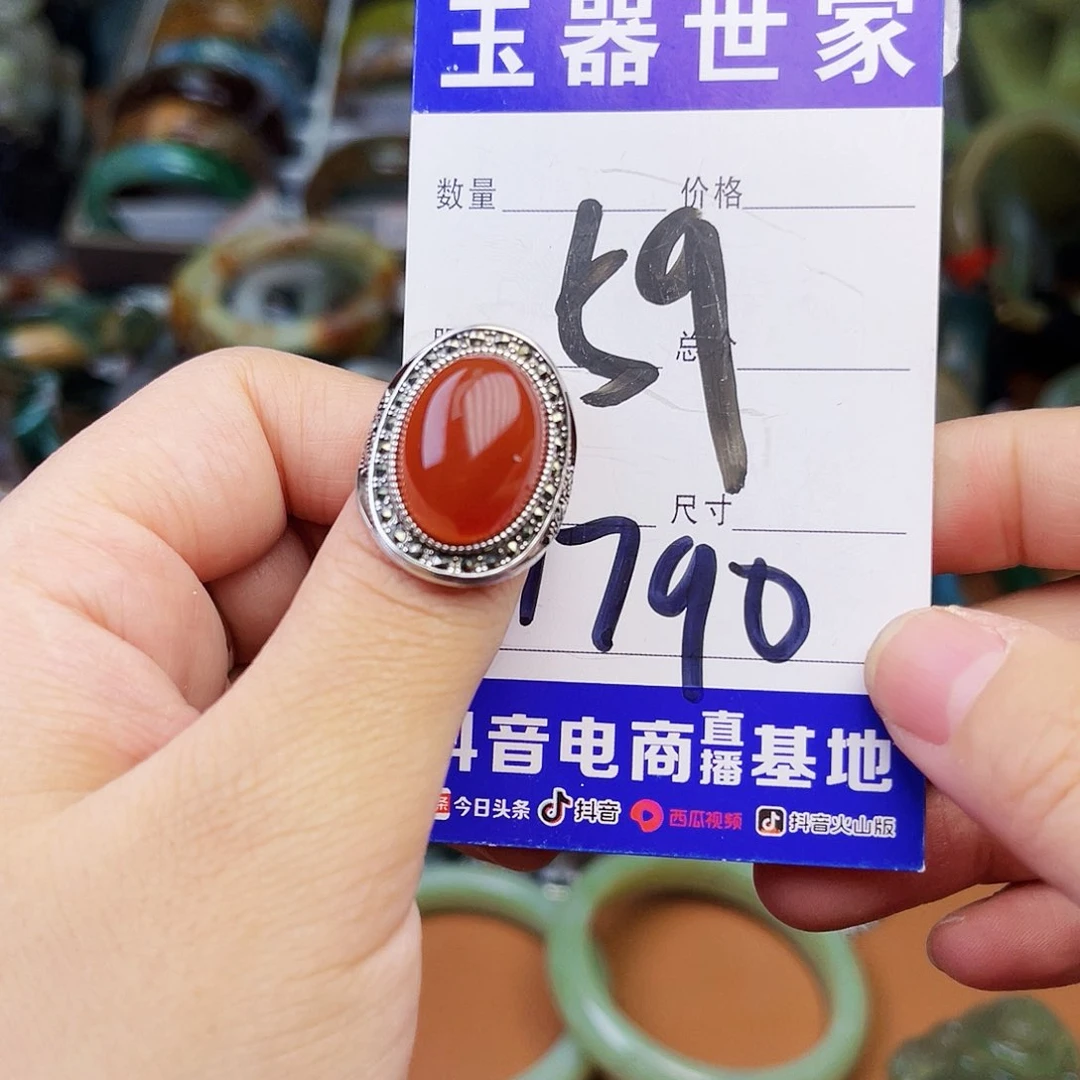 玉器世家
数量 价格
59
总
尺寸
1790
抖音电商直播基地
今日头条 抖音 西瓜视频 抖音火山版